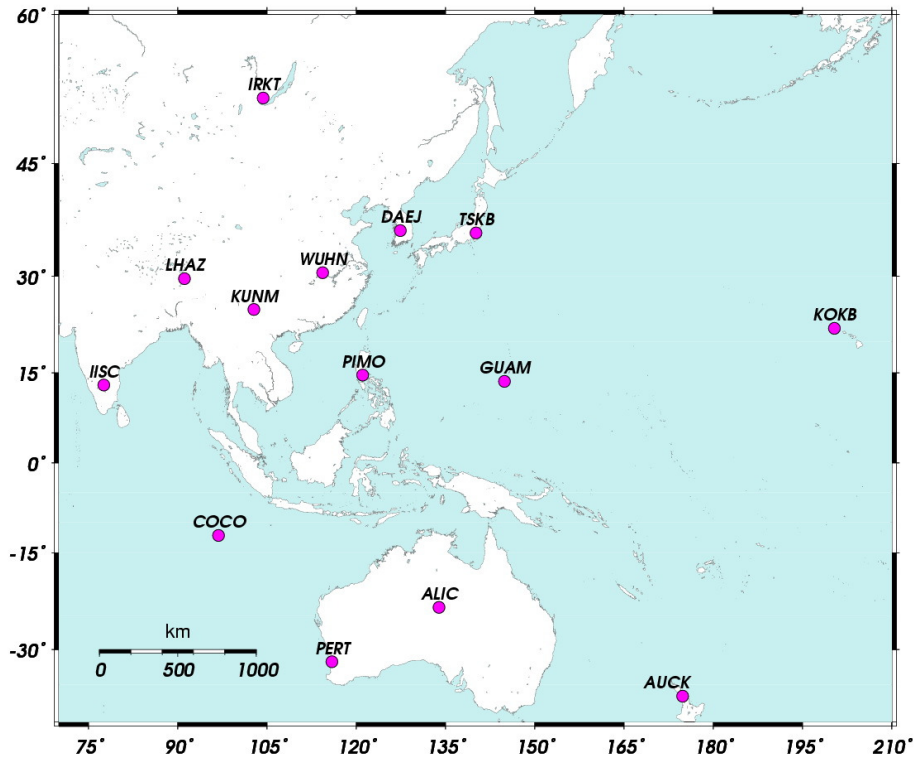 60°
IRKT
45°
DAEJ
TSKB
WUHN
LHAZ
30°
KUNM
KOKB
PIMO
GUAM
IISC
15°
0°
COCO
-15°
ALIC
km
PERT
-30°
0 500 1000
AUCK
75° 90° 105° 120° 135° 150° 165° 180° 195° 210°